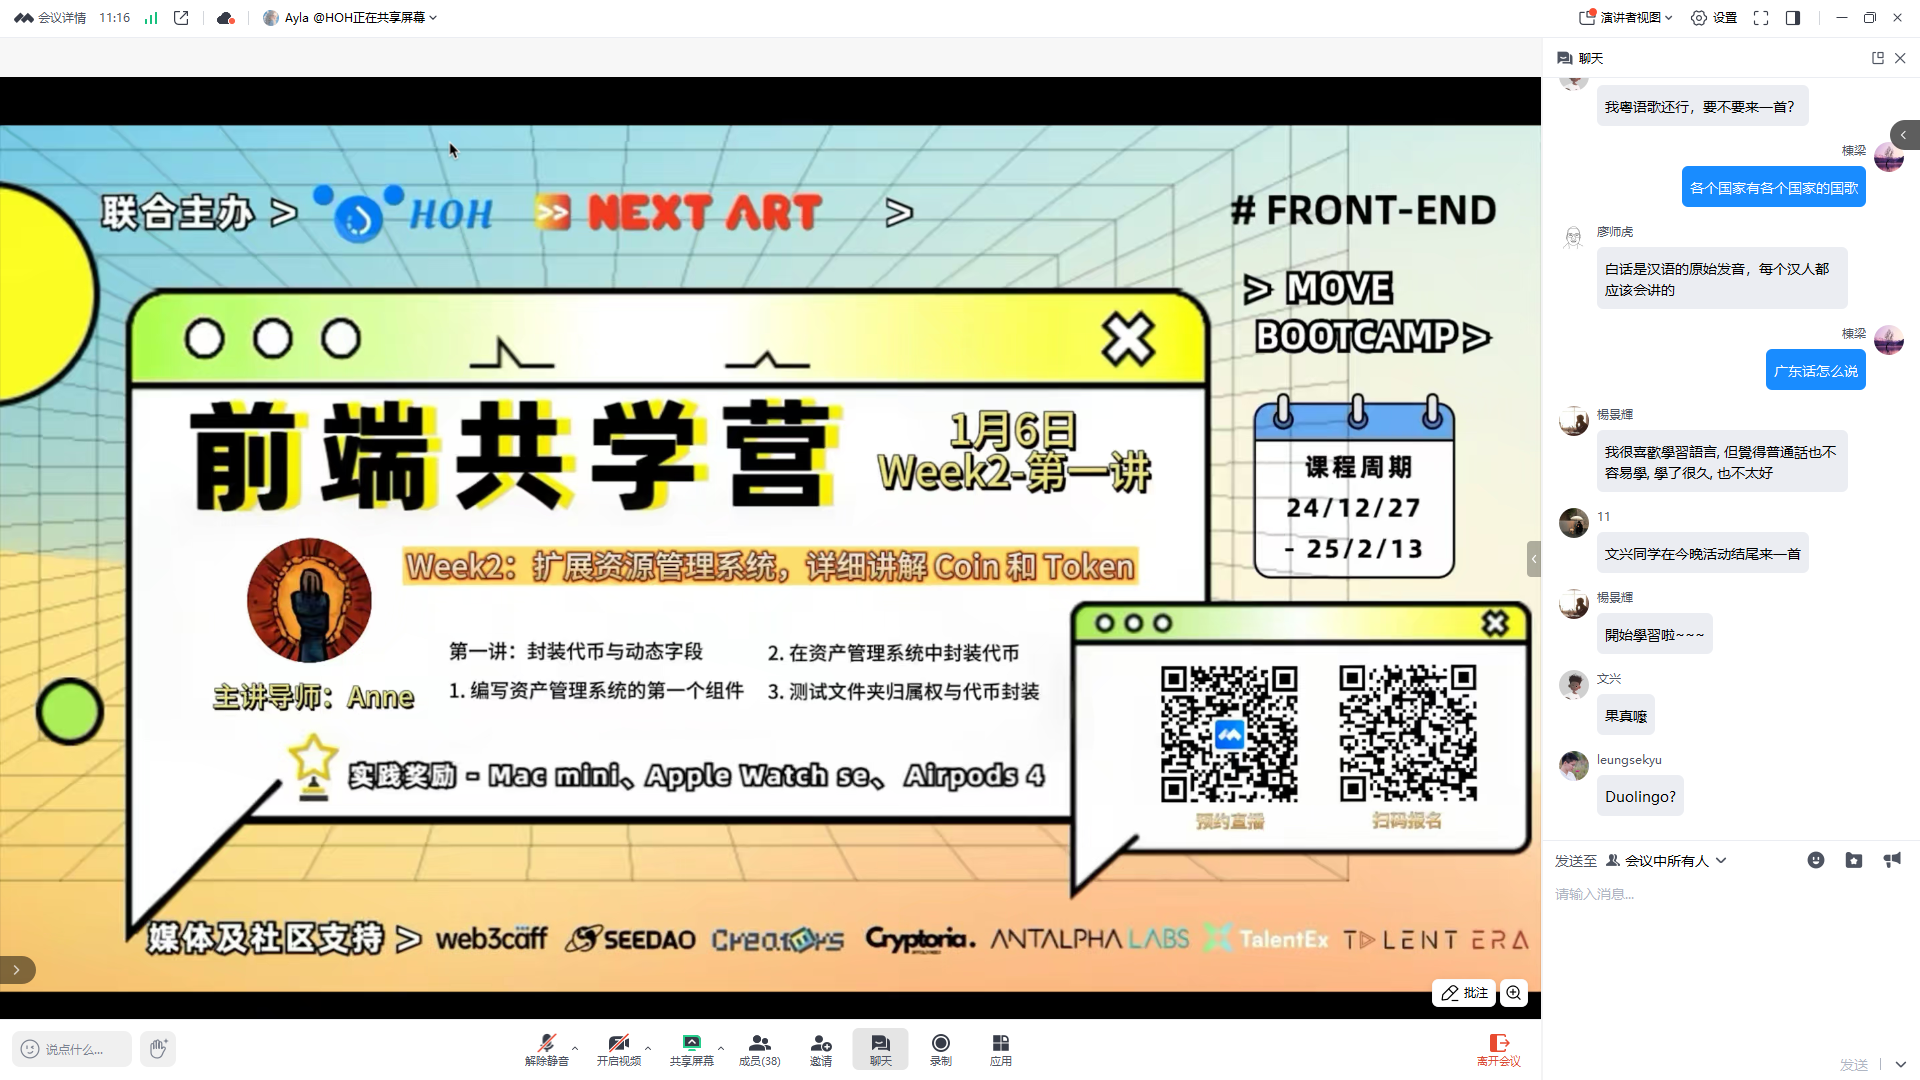 会议详情 11:16 Ayla @HOH正在共享屏幕
演讲者视图 设置
联合主办 > HOH NEXT ART >
# FRONT-END
> MOVE
BOOTCAMP>
前端共学营
1月6日
Week2-第一讲
课程周期
24/12/27
- 25/2/13
Week2：扩展资源管理系统，详细讲解 Coin 和 Token
主讲导师：Anne
第一讲：封装代币与动态字段
1. 编写资产管理系统的第一个组件
2. 在资产管理系统中封装代币
3. 测试文件夹归属权与代币封装
实践奖励 - Mac mini、Apple Watch se、Airpods 4
预约直播
扫码报名
媒体及社区支持 > web3caff SEEDAO Creators Cryptoria. ANTALPHA LABS TalentEx TALENT ERA
批注
聊天
我粤语歌还行，要不要来一首？
棟梁
各个国家有各个国家的国歌
廖师虎
白话是汉语的原始发音，每个汉人都
应该会讲的
棟梁
广东话怎么说
楊景輝
我很喜歡學習語言, 但覺得普通話也不
容易學, 學了很久, 也不太好
11
文兴同学在今晚活动结尾来一首
楊景輝
開始學習啦~~~
文兴
果真嚒
leungsekyu
Duolingo?
发送至 会议中所有人
请输入消息...
发送
说点什么...
解除静音
开启视频
共享屏幕
成员(38)
邀请
聊天
录制
应用
离开会议